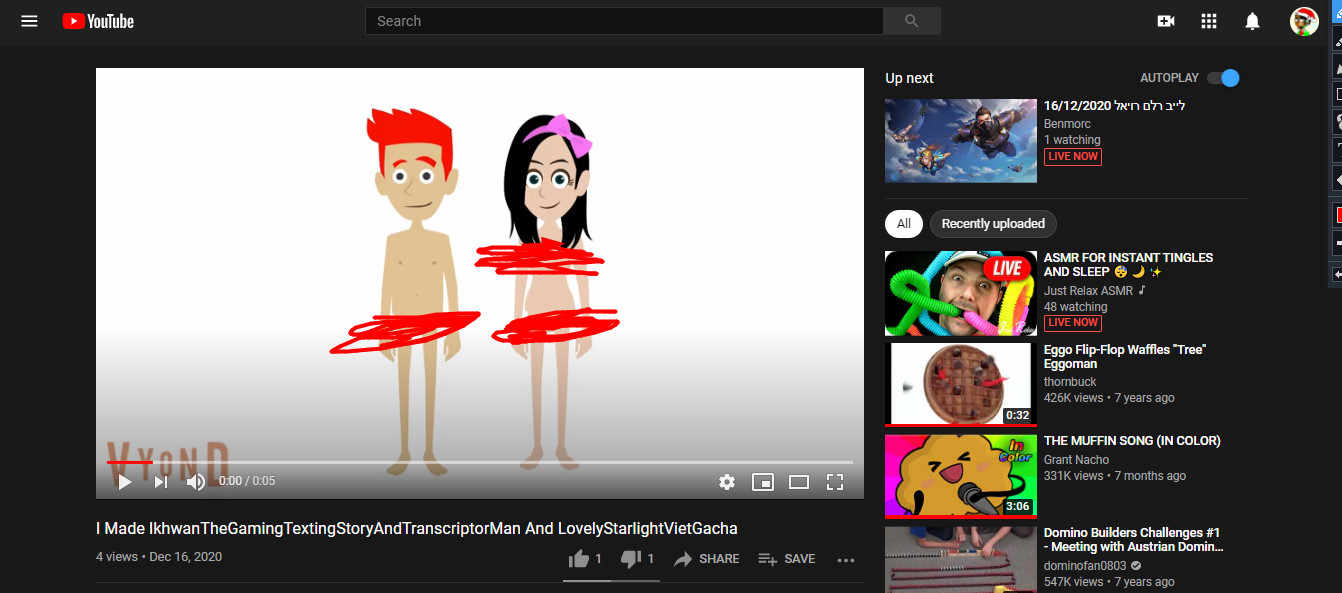 YouTube
Search
VYOND
0:00 / 0:05
I Made IkhwanTheGamingTextingStoryAndTranscriptorMan And LovelyStarlightVietGacha
4 views • Dec 16, 2020
1
1
SHARE
SAVE
Up next
AUTOPLAY
לייב רלם רויאל 16/12/2020
Benmorc
1 watching
LIVE NOW
All
Recently uploaded
LIVE
Just Relax
ASMR FOR INSTANT TINGLES
AND SLEEP 😴 🌙 ✨
Just Relax ASMR
48 watching
LIVE NOW
0:32
Eggo Flip-Flop Waffles "Tree"
Eggoman
thornbuck
426K views • 7 years ago
In
Color
3:06
THE MUFFIN SONG (IN COLOR)
Grant Nacho
331K views • 7 months ago
Domino Builders Challenges #1
- Meeting with Austrian Domin...
dominofan0803
547K views • 7 years ago